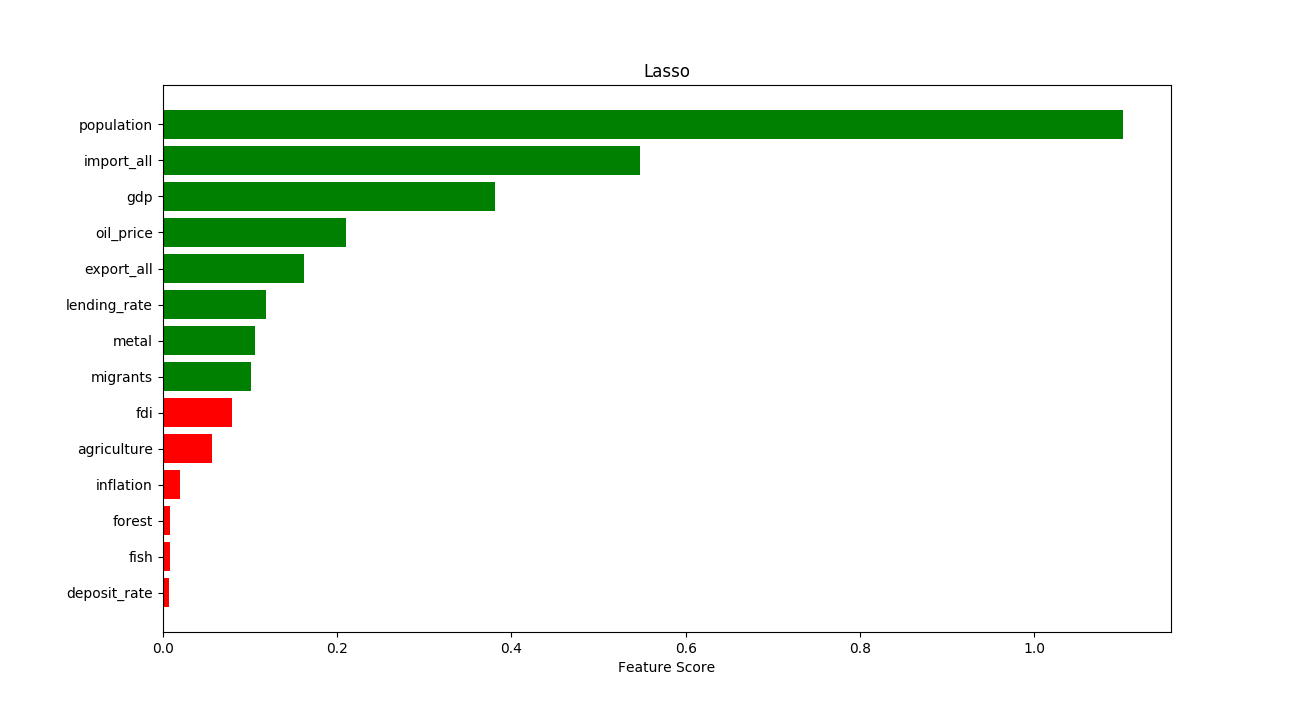 Lasso
population
import_all
gdp
oil_price
export_all
lending_rate
metal
migrants
fdi
agriculture
inflation
forest
fish
deposit_rate
0.0 0.2 0.4 0.6 0.8 1.0
Feature Score